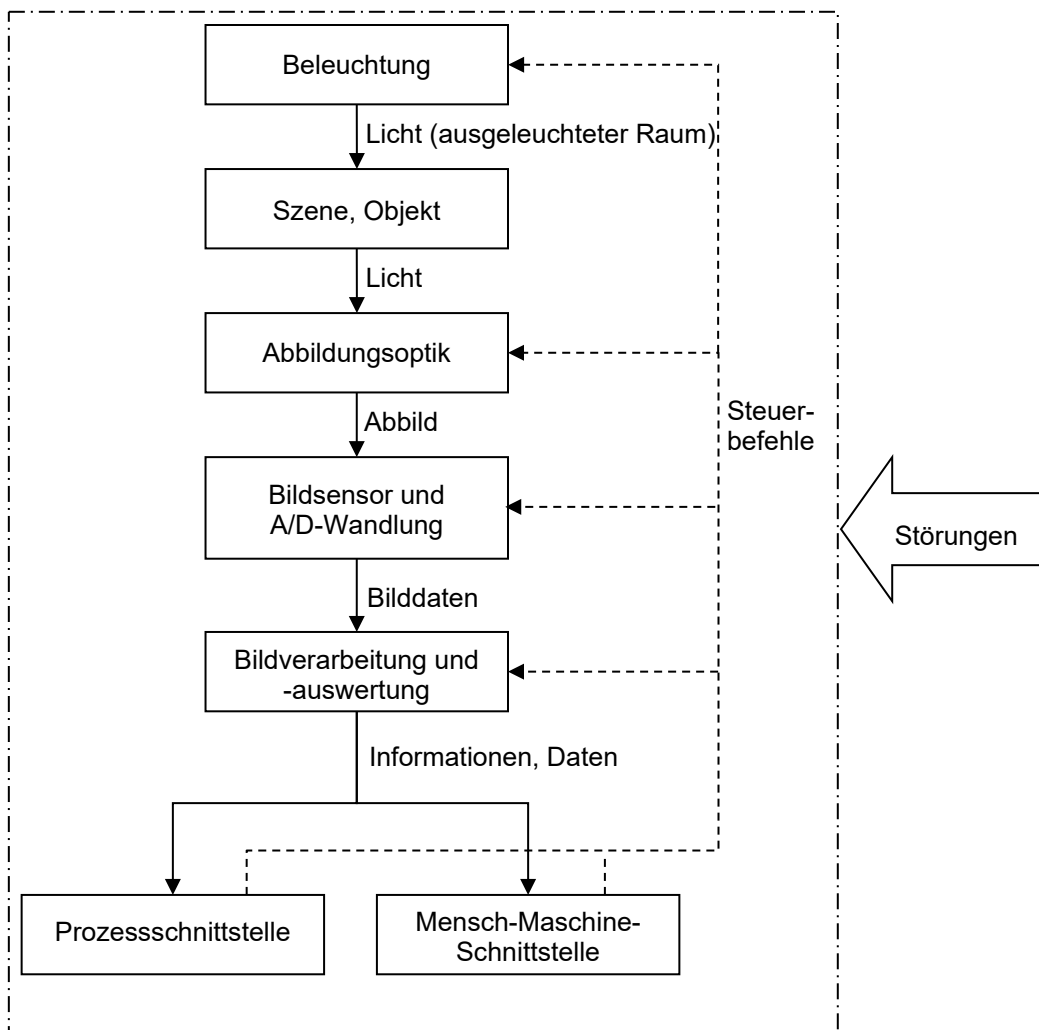 Beleuchtung
Licht (ausgeleuchteter Raum)
Szene, Objekt
Licht
Abbildungsoptik
Abbild
Steuer-
befehle
Bildsensor und
A/D-Wandlung
Störungen
Bilddaten
Bildverarbeitung und
-auswertung
Informationen, Daten
Prozessschnittstelle
Mensch-Maschine-
Schnittstelle